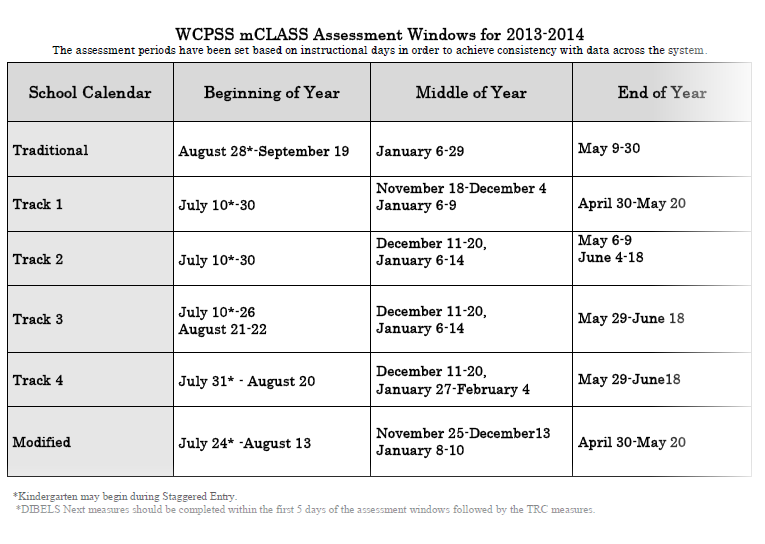 WCPSS mCLASS Assessment Windows for 2013-2014
The assessment periods have been set based on instructional days in order to achieve consistency with data across the system.
School Calendar Beginning of Year Middle of Year End of Year
Traditional August 28*-September 19 January 6-29 May 9-30
Track 1 July 10*-30 November 18-December 4
January 6-9 April 30-May 20
Track 2 July 10*-30 December 11-20,
January 6-14 May 6-9
June 4-18
Track 3 July 10*-26
August 21-22 December 11-20,
January 6-14 May 29-June 18
Track 4 July 31* - August 20 December 11-20,
January 27-February 4 May 29-June18
Modified July 24* -August 13 November 25-December13
January 8-10 April 30-May 20
*Kindergarten may begin during Staggered Entry.
*DIBELS Next measures should be completed within the first 5 days of the assessment windows followed by the TRC measures.